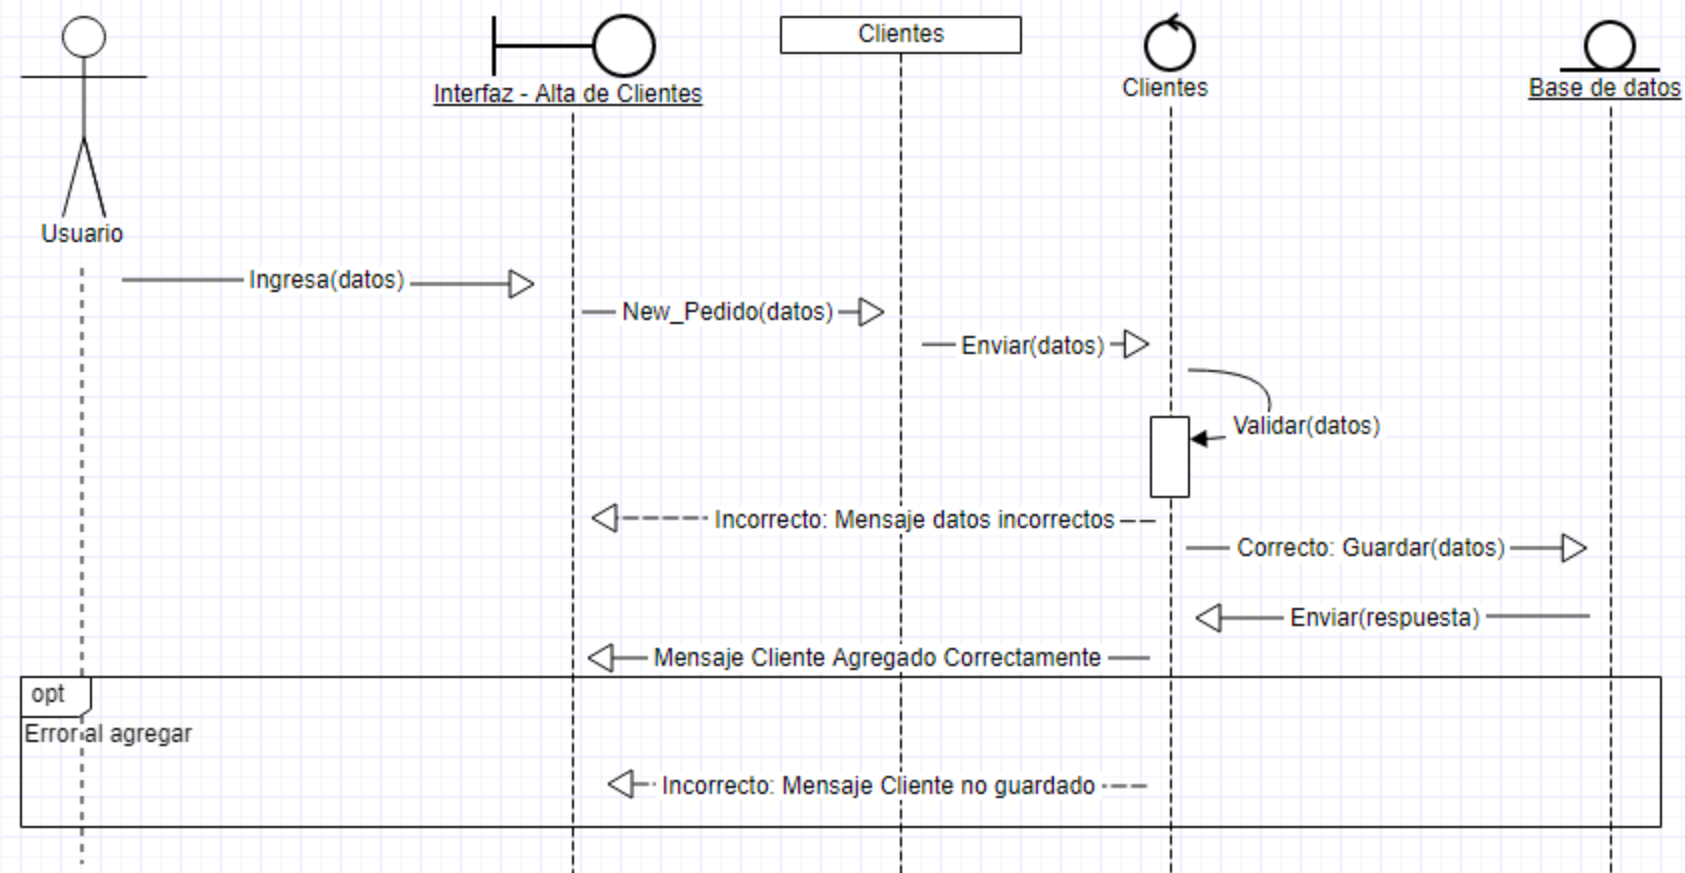 Clientes
Interfaz - Alta de Clientes
Clientes
Base de datos
Usuario
Ingresa(datos)
New_Pedido(datos)
Enviar(datos)
Validar(datos)
Incorrecto: Mensaje datos incorrectos
Correcto: Guardar(datos)
Enviar(respuesta)
Mensaje Cliente Agregado Correctamente
opt
Error al agregar
Incorrecto: Mensaje Cliente no guardado